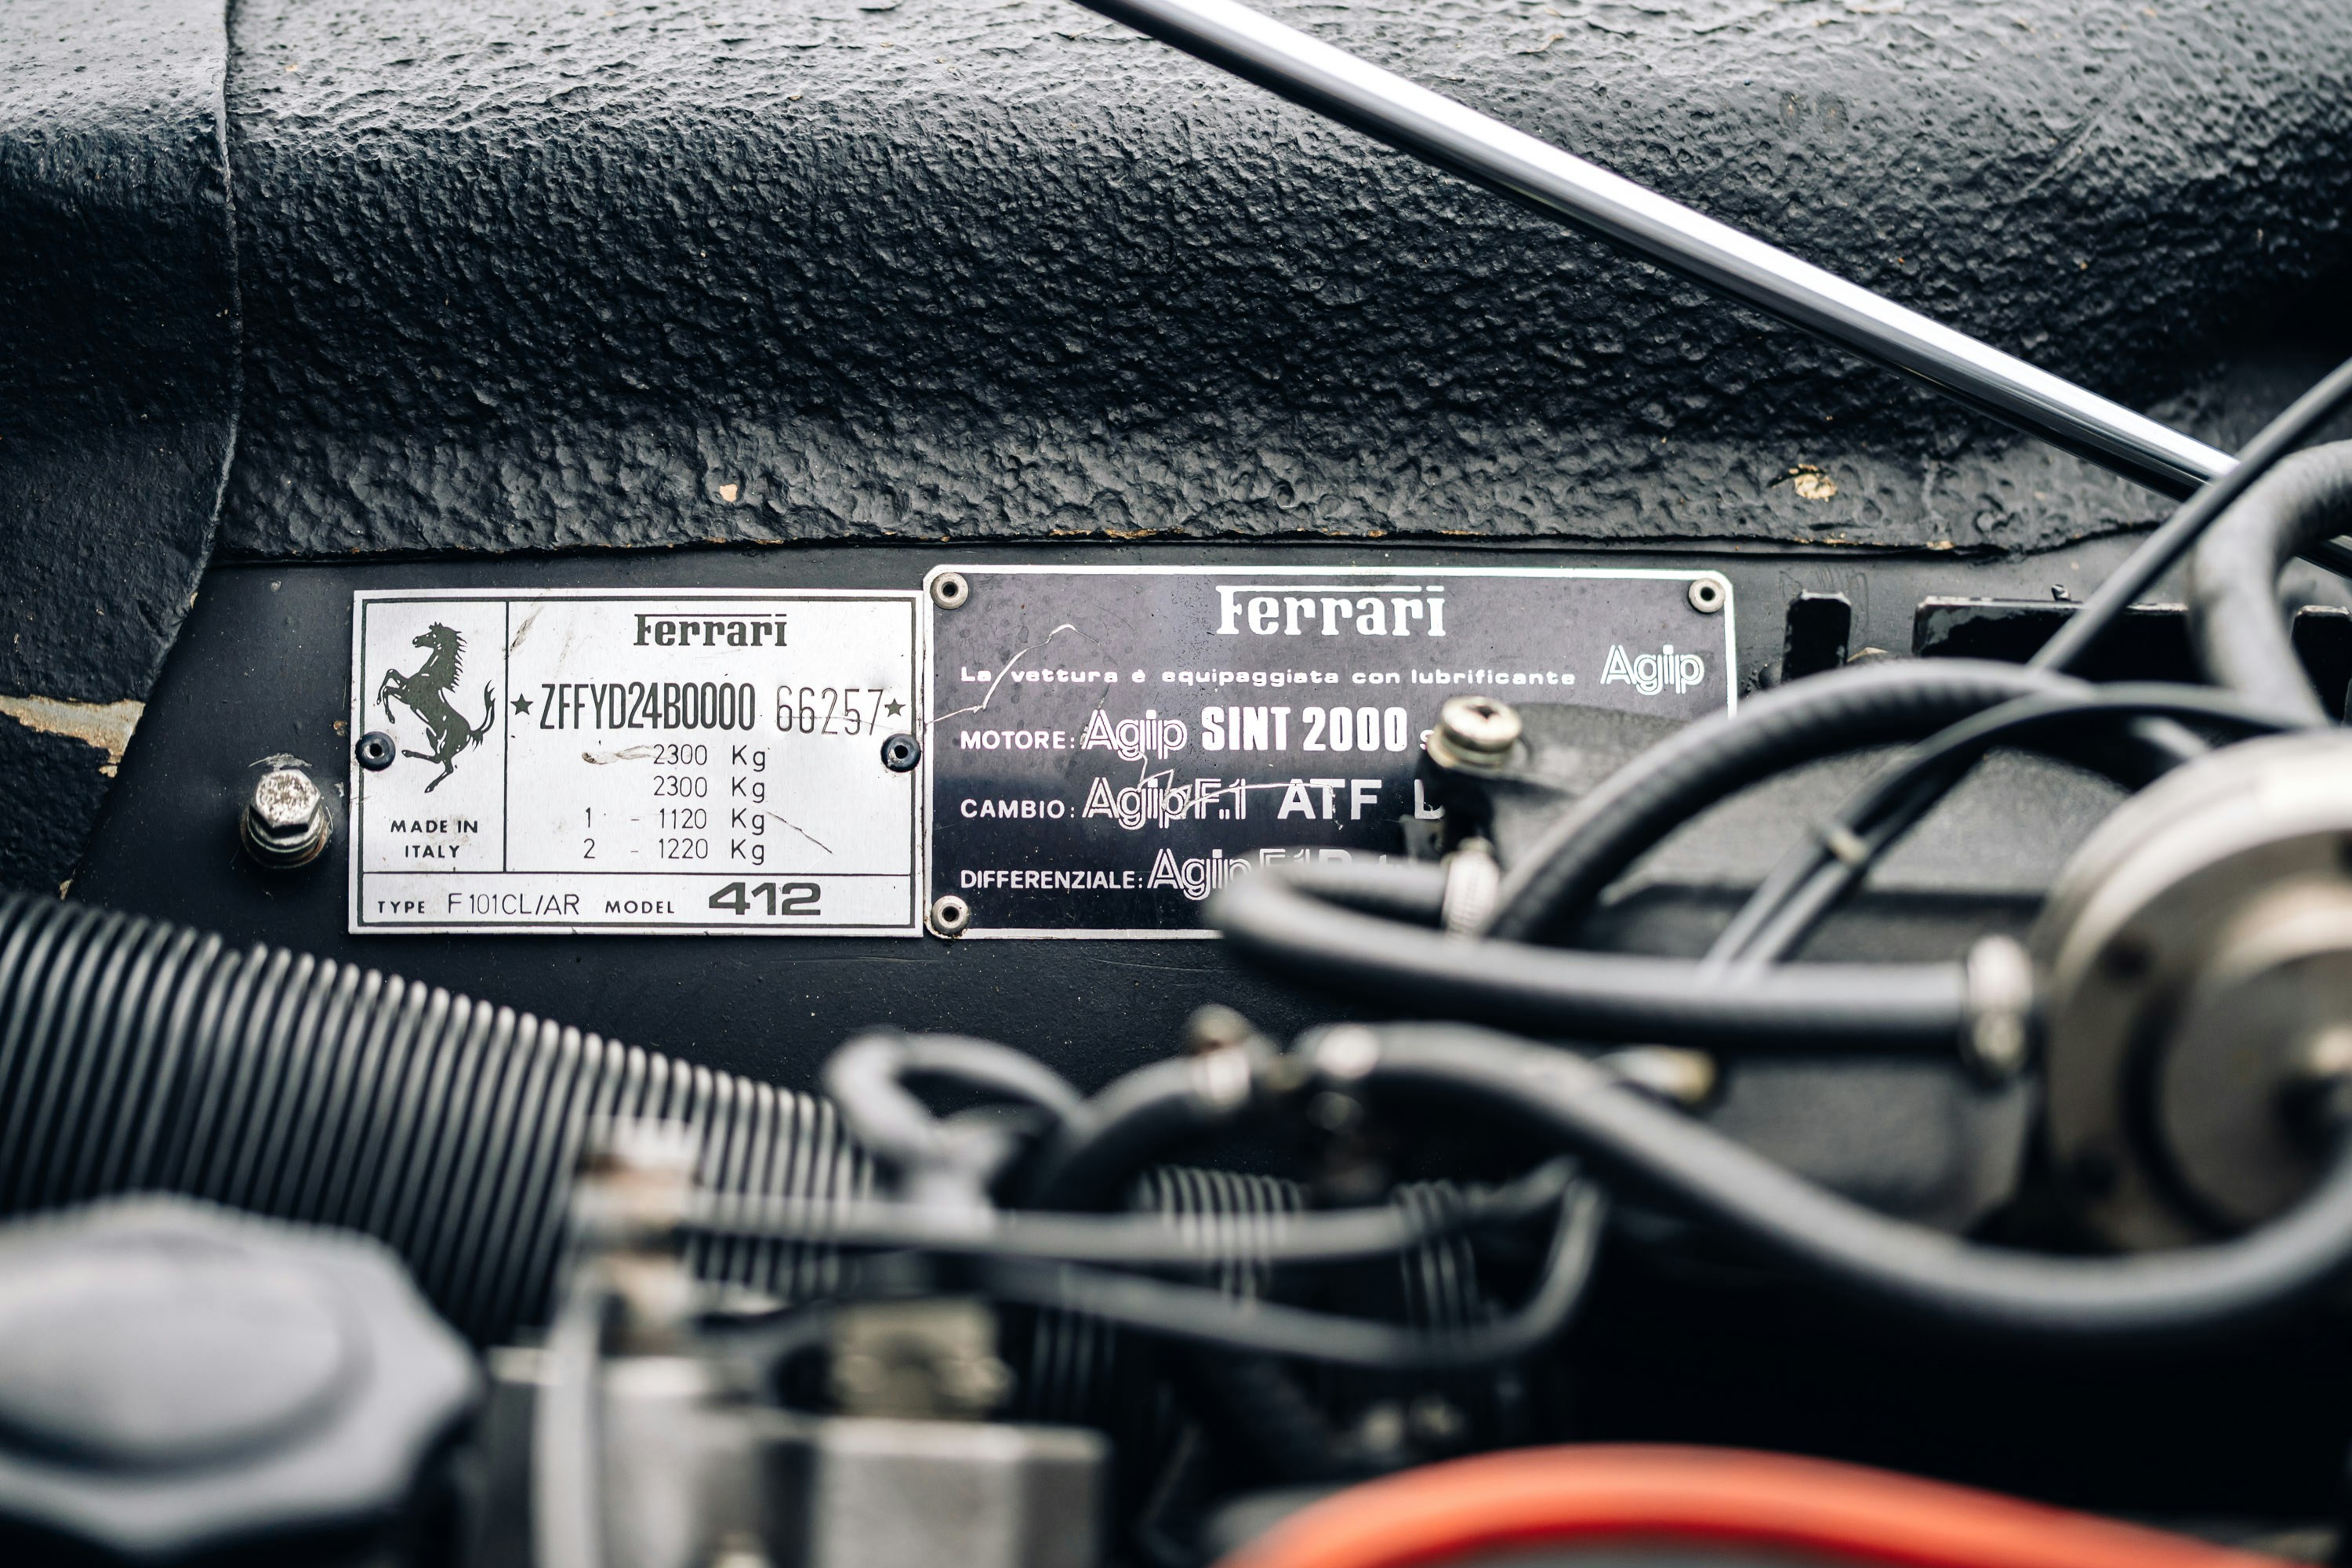 Ferrari
★ZFFYD24B0000 66257★
2300 Kg
2300 Kg
1 - 1120 Kg
2 - 1220 Kg
MADE IN
ITALY
TYPE F 101CL/AR MODEL 412
Ferrari
La vettura è equipaggiata con lubrificante Agip
MOTORE: Agip SINT 2000
CAMBIO: Agip F.1 ATF
DIFFERENZIALE: Agip